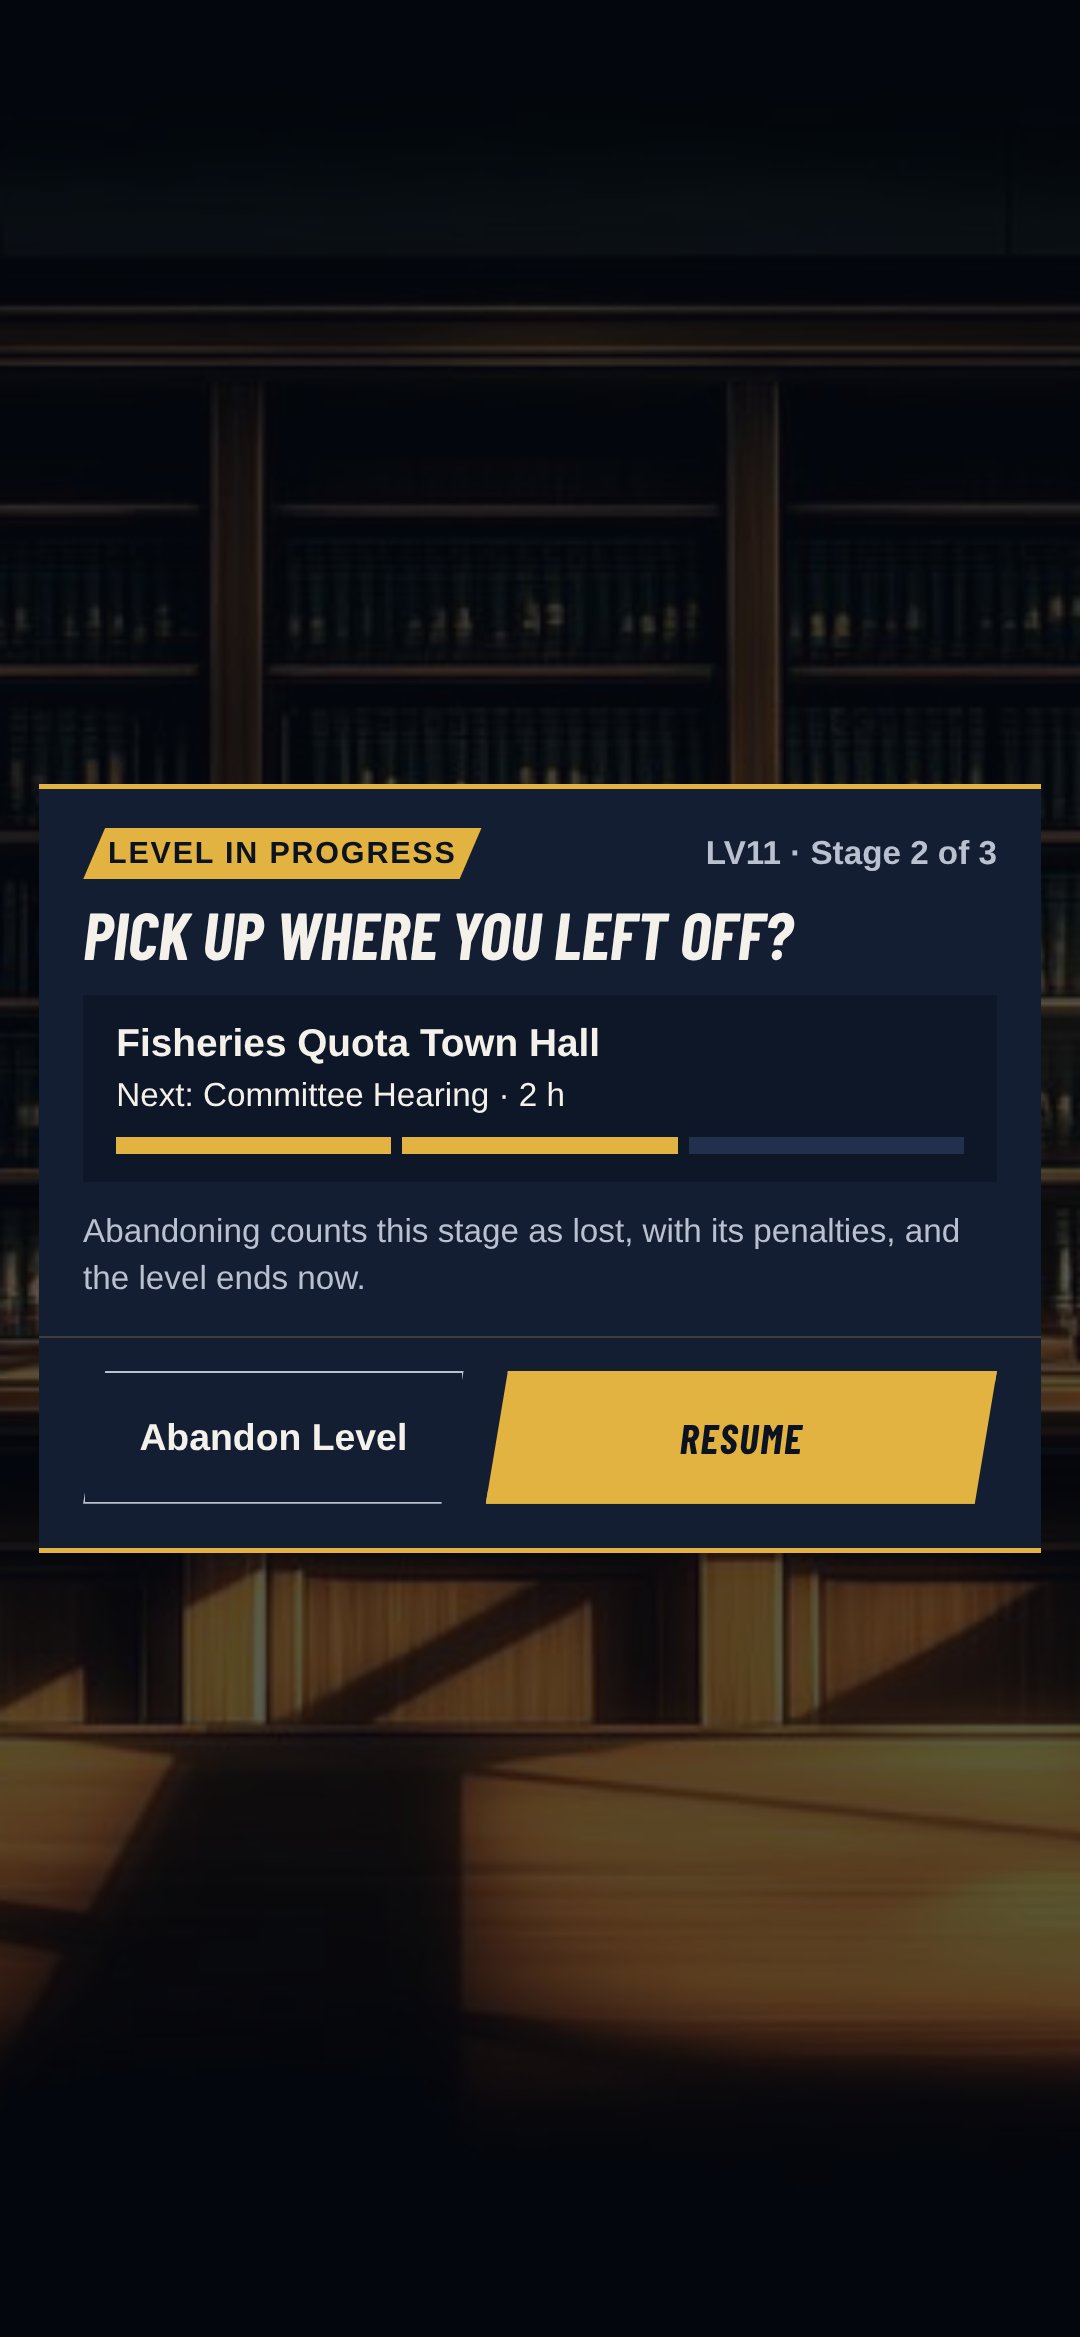 LEVEL IN PROGRESS
LV11 · Stage 2 of 3
PICK UP WHERE YOU LEFT OFF?
Fisheries Quota Town Hall
Next: Committee Hearing · 2 h
Abandoning counts this stage as lost, with its penalties, and
the level ends now.
Abandon Level
RESUME